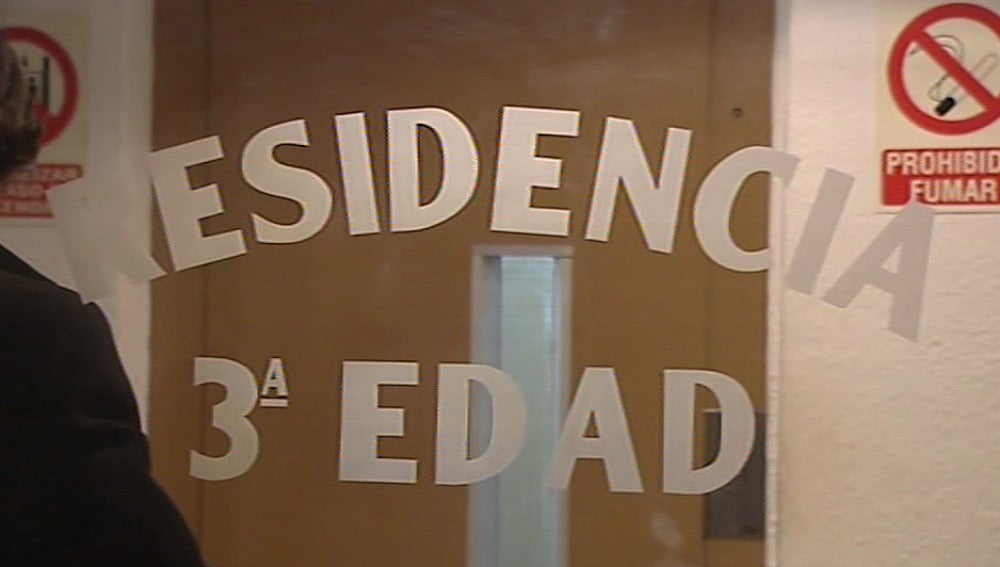 RESIDENCIA
3ª EDAD
PROHIBID
FUMAR